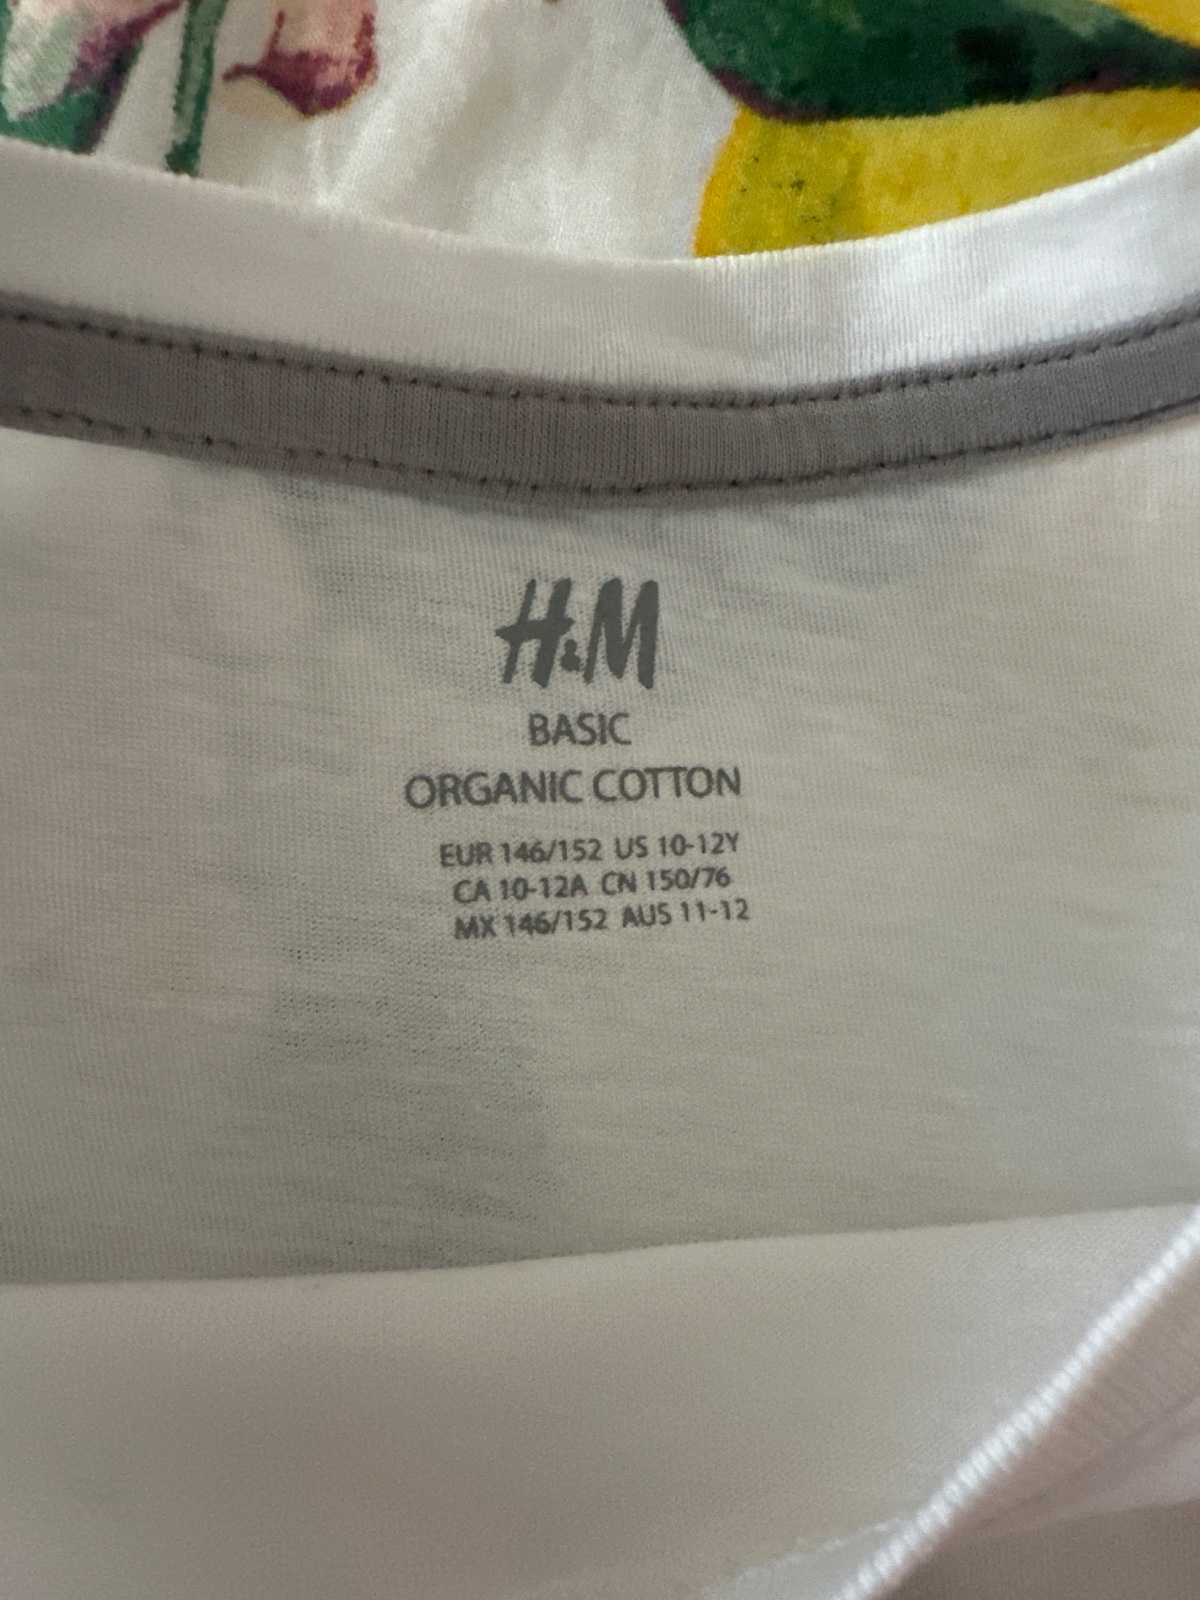 H&M
BASIC
ORGANIC COTTON
EUR 146/152 US 10-12Y
CA 10-12A CN 150/76
MX 146/152 AUS 11-12